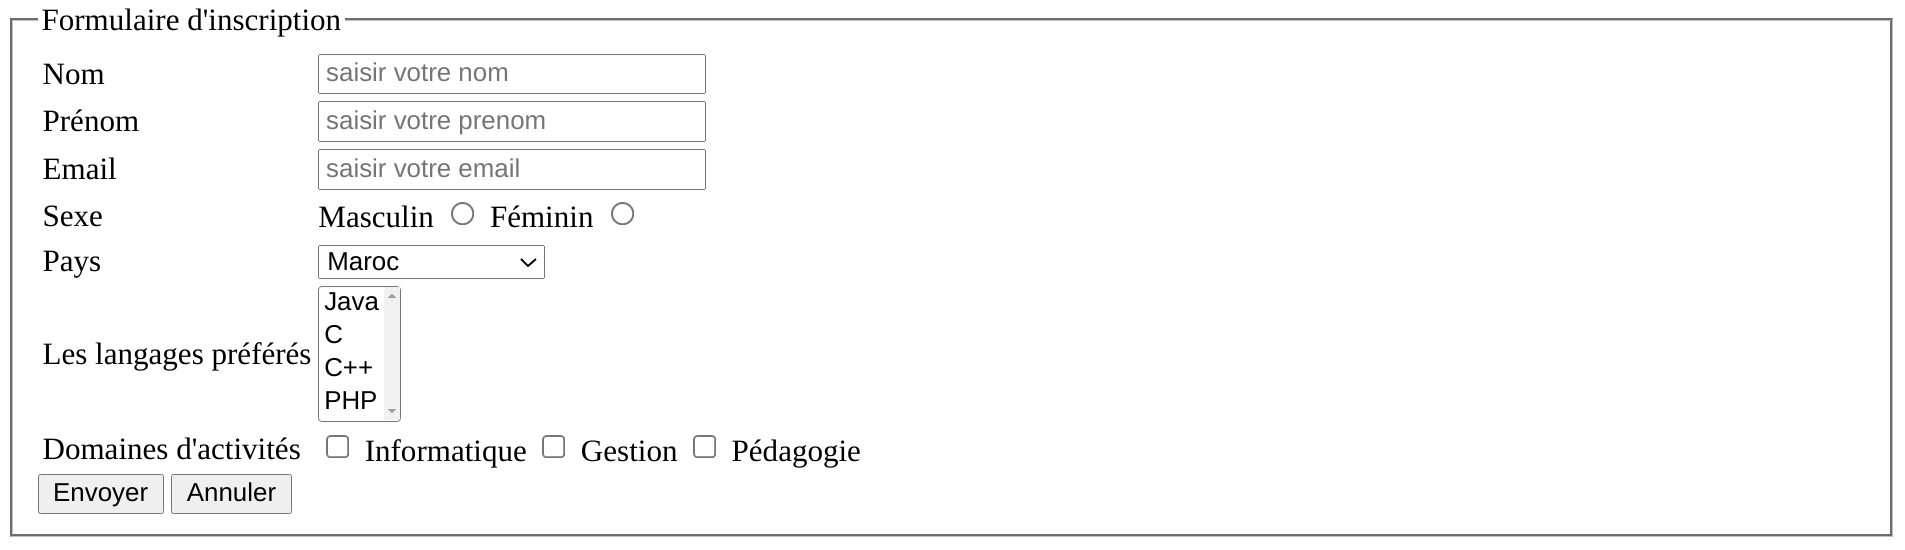 Formulaire d'inscription
Nom saisir votre nom
Prénom saisir votre prenom
Email saisir votre email
Sexe Masculin Féminin
Pays Maroc
Les langages préférés
Java
C
C++
PHP
Domaines d'activités Informatique Gestion Pédagogie
Envoyer Annuler